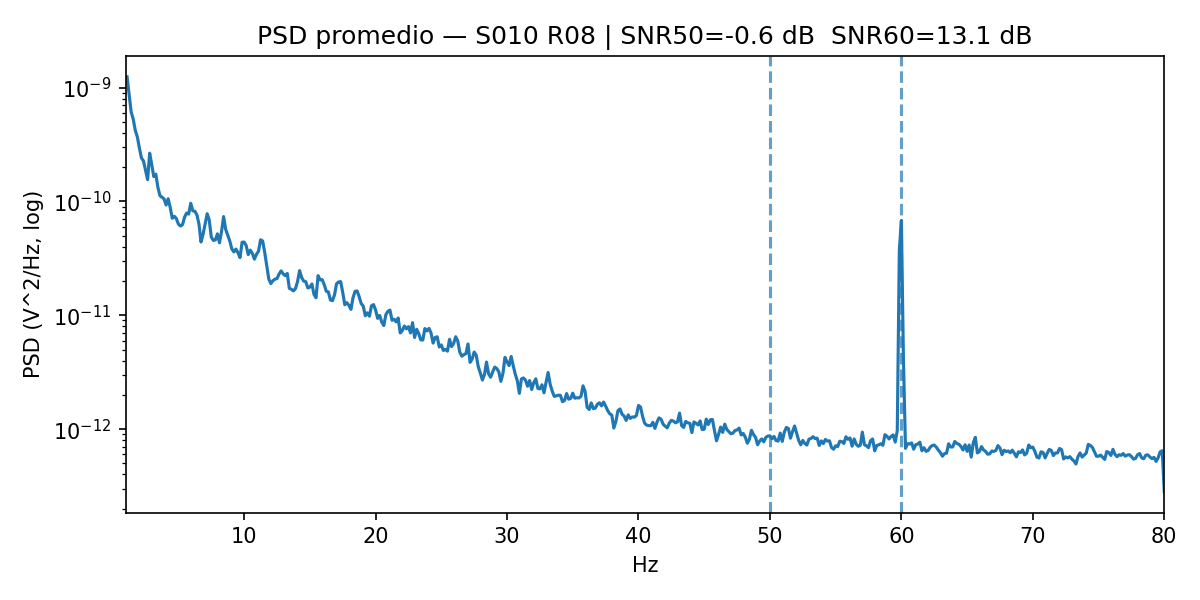 PSD promedio — S010 R08 | SNR50=-0.6 dB  SNR60=13.1 dB
PSD (V^2/Hz, log)
10⁻⁹
10⁻¹⁰
10⁻¹¹
10⁻¹²
10 20 30 40 50 60 70 80
Hz